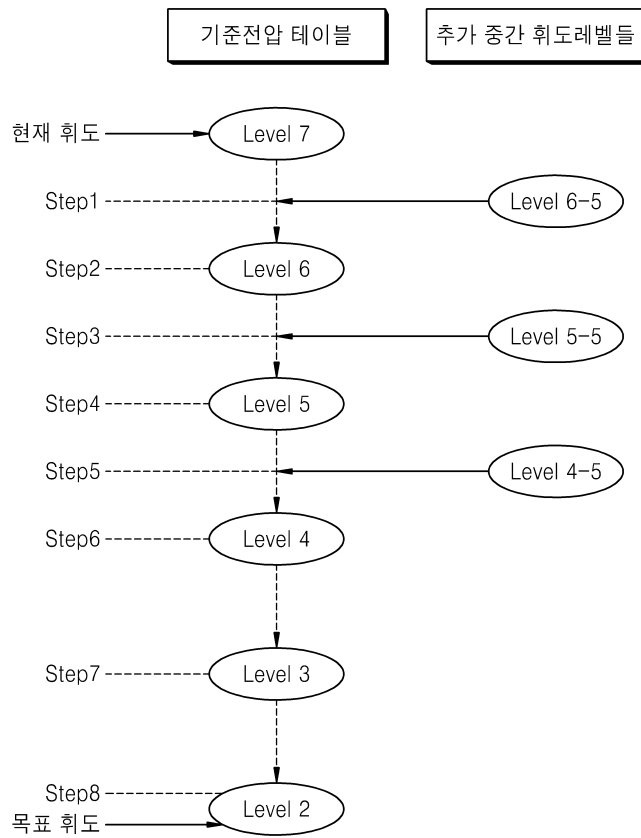 기준전압 테이블
추가 중간 휘도레벨들
현재 휘도
Level 7
Step1
Level 6-5
Step2
Level 6
Step3
Level 5-5
Step4
Level 5
Step5
Level 4-5
Step6
Level 4
Step7
Level 3
Step8
Level 2
목표 휘도